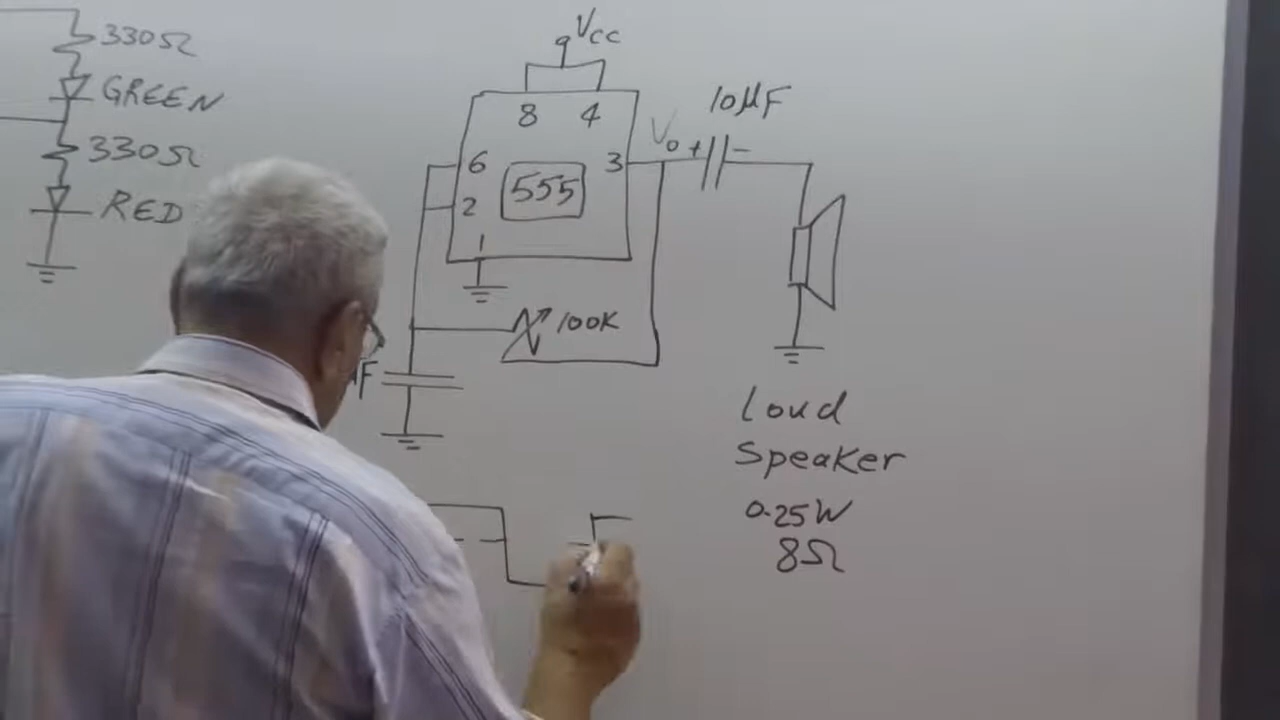 330Ω
GREEN
330Ω
RED
Vcc
8 4
6
2
3
555
1
Vo
+
-
10µF
100K
F
Loud
Speaker
0.25W
8Ω